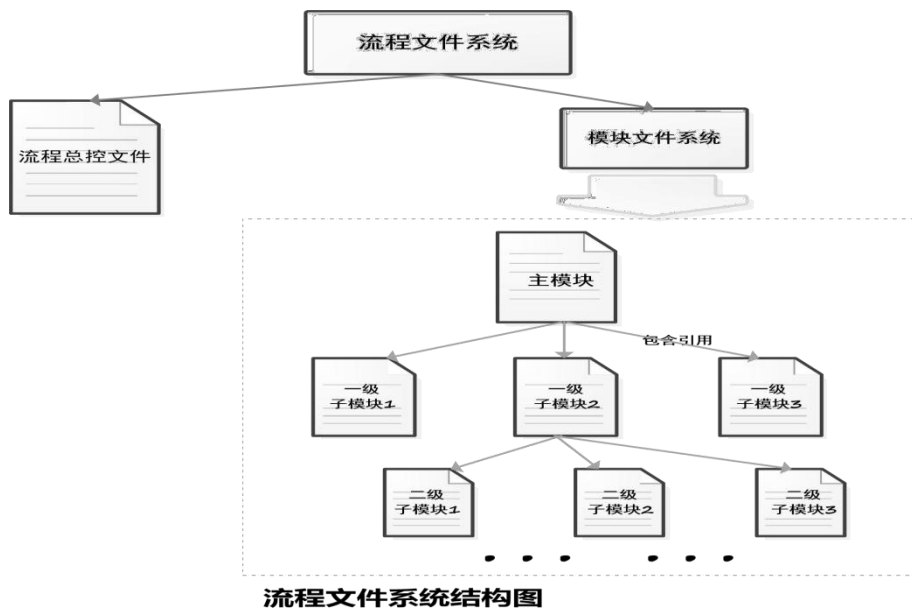 流程文件系统
流程总控文件
模块文件系统
主模块
包含引用
一级
子模块1
一级
子模块2
一级
子模块3
二级
子模块1
二级
子模块2
二级
子模块3
流程文件系统结构图